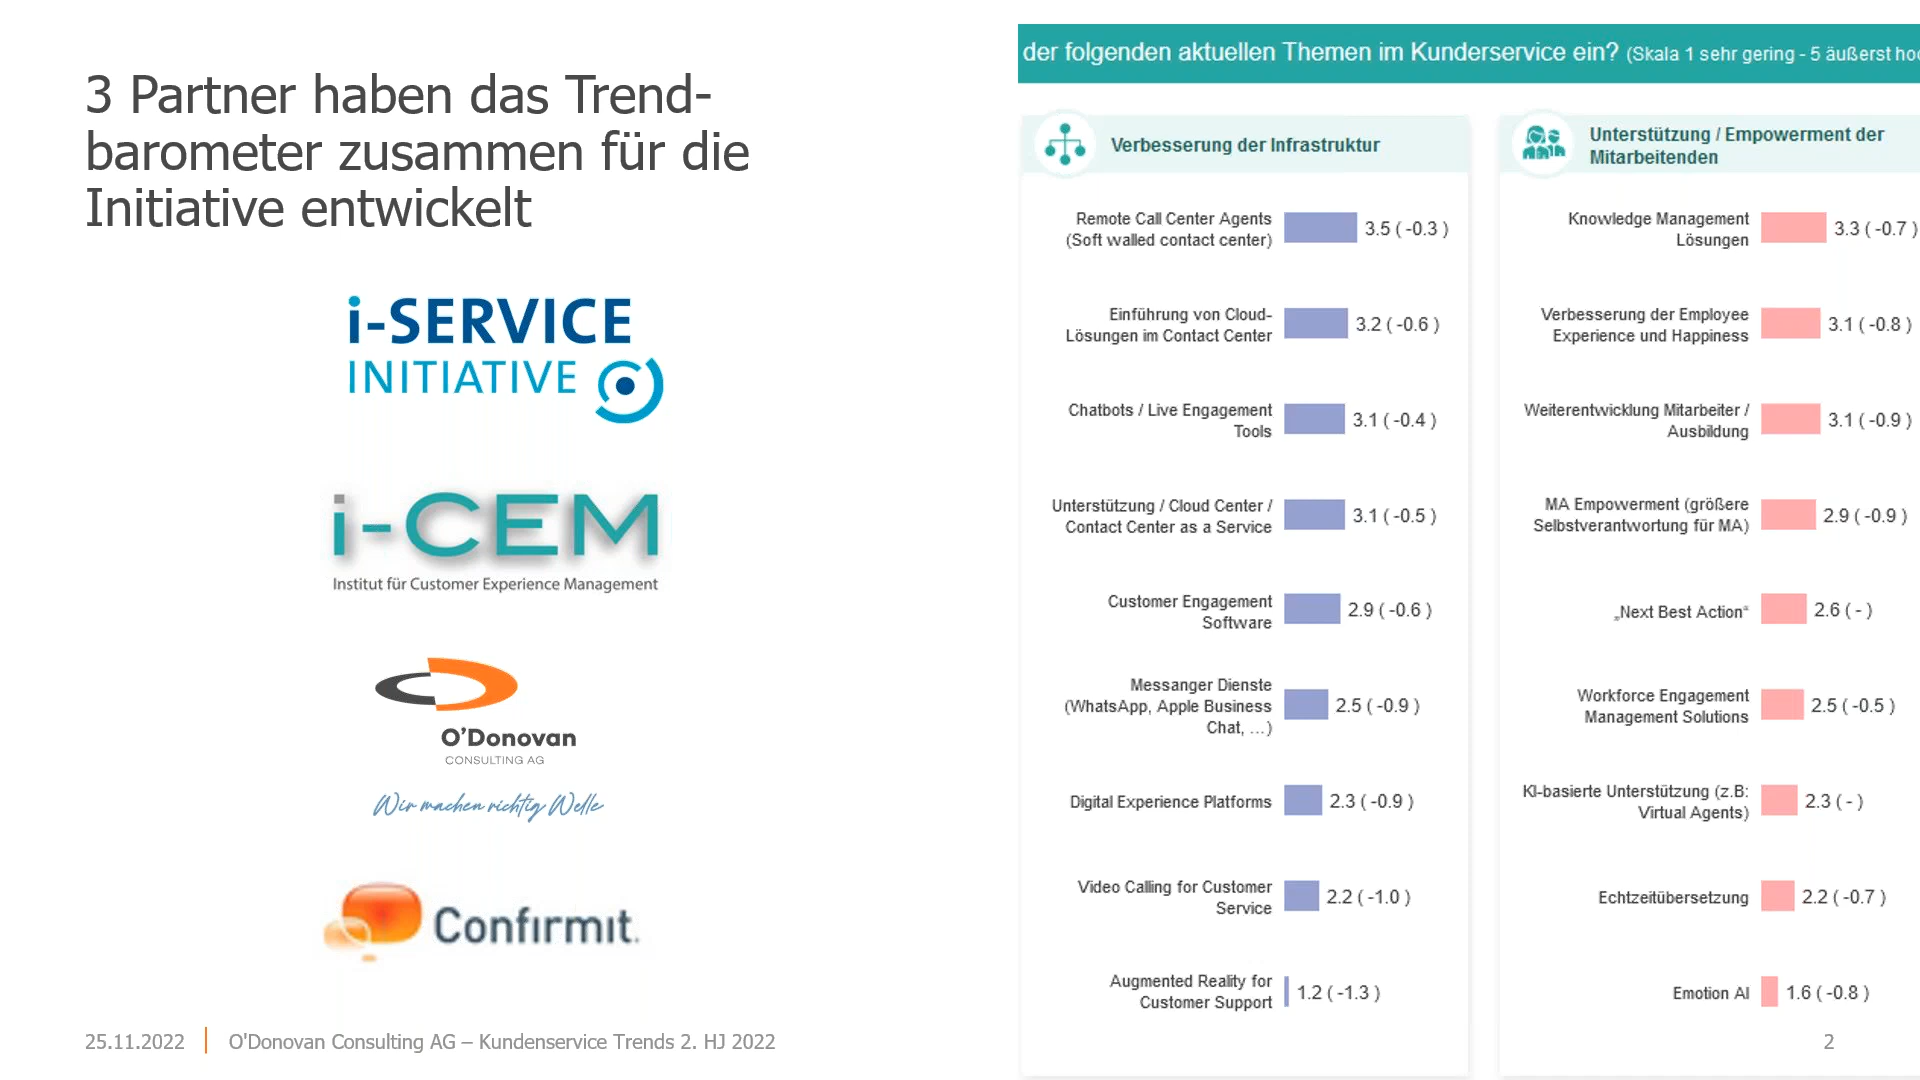 3 Partner haben das Trend-
barometer zusammen für die
Initiative entwickelt
i-SERVICE
INITIATIVE
i-CEM
Institut für Customer Experience Management
O'Donovan
CONSULTING AG
Wir machen richtig Welle
Confirmit.
der folgenden aktuellen Themen im Kunderservice ein? (Skala 1 sehr gering - 5 äußerst
Verbesserung der Infrastruktur
Remote Call Center Agents
(Soft walled contact center)
3.5 ( -0.3 )
Einführung von Cloud-
Lösungen im Contact Center
3.2 ( -0.6 )
Chatbots / Live Engagement
Tools
3.1 ( -0.4 )
Unterstützung / Cloud Center /
Contact Center as a Service
3.1 ( -0.5 )
Customer Engagement
Software
2.9 ( -0.6 )
Messanger Dienste
(WhatsApp, Apple Business
Chat, ...)
2.5 ( -0.9 )
Digital Experience Platforms
2.3 ( -0.9 )
Video Calling for Customer
Service
2.2 ( -1.0 )
Augmented Reality for
Customer Support
1.2 ( -1.3 )
Unterstützung / Empowerment der
Mitarbeitenden
Knowledge Management
Lösungen
3.3 ( -0.7 )
Verbesserung der Employee
Experience und Happiness
3.1 ( -0.8 )
Weiterentwicklung Mitarbeiter /
Ausbildung
3.1 ( -0.9 )
MA Empowerment (größere
Selbstverantwortung für MA)
2.9 ( -0.9 )
„Next Best Action“
2.6 ( - )
Workforce Engagement
Management Solutions
2.5 ( -0.5 )
KI-basierte Unterstützung (z.B:
Virtual Agents)
2.3 ( - )
Echtzeitübersetzung
2.2 ( -0.7 )
Emotion AI
1.6 ( -0.8 )
25.11.2022
O'Donovan Consulting AG – Kundenservice Trends 2. HJ 2022
2